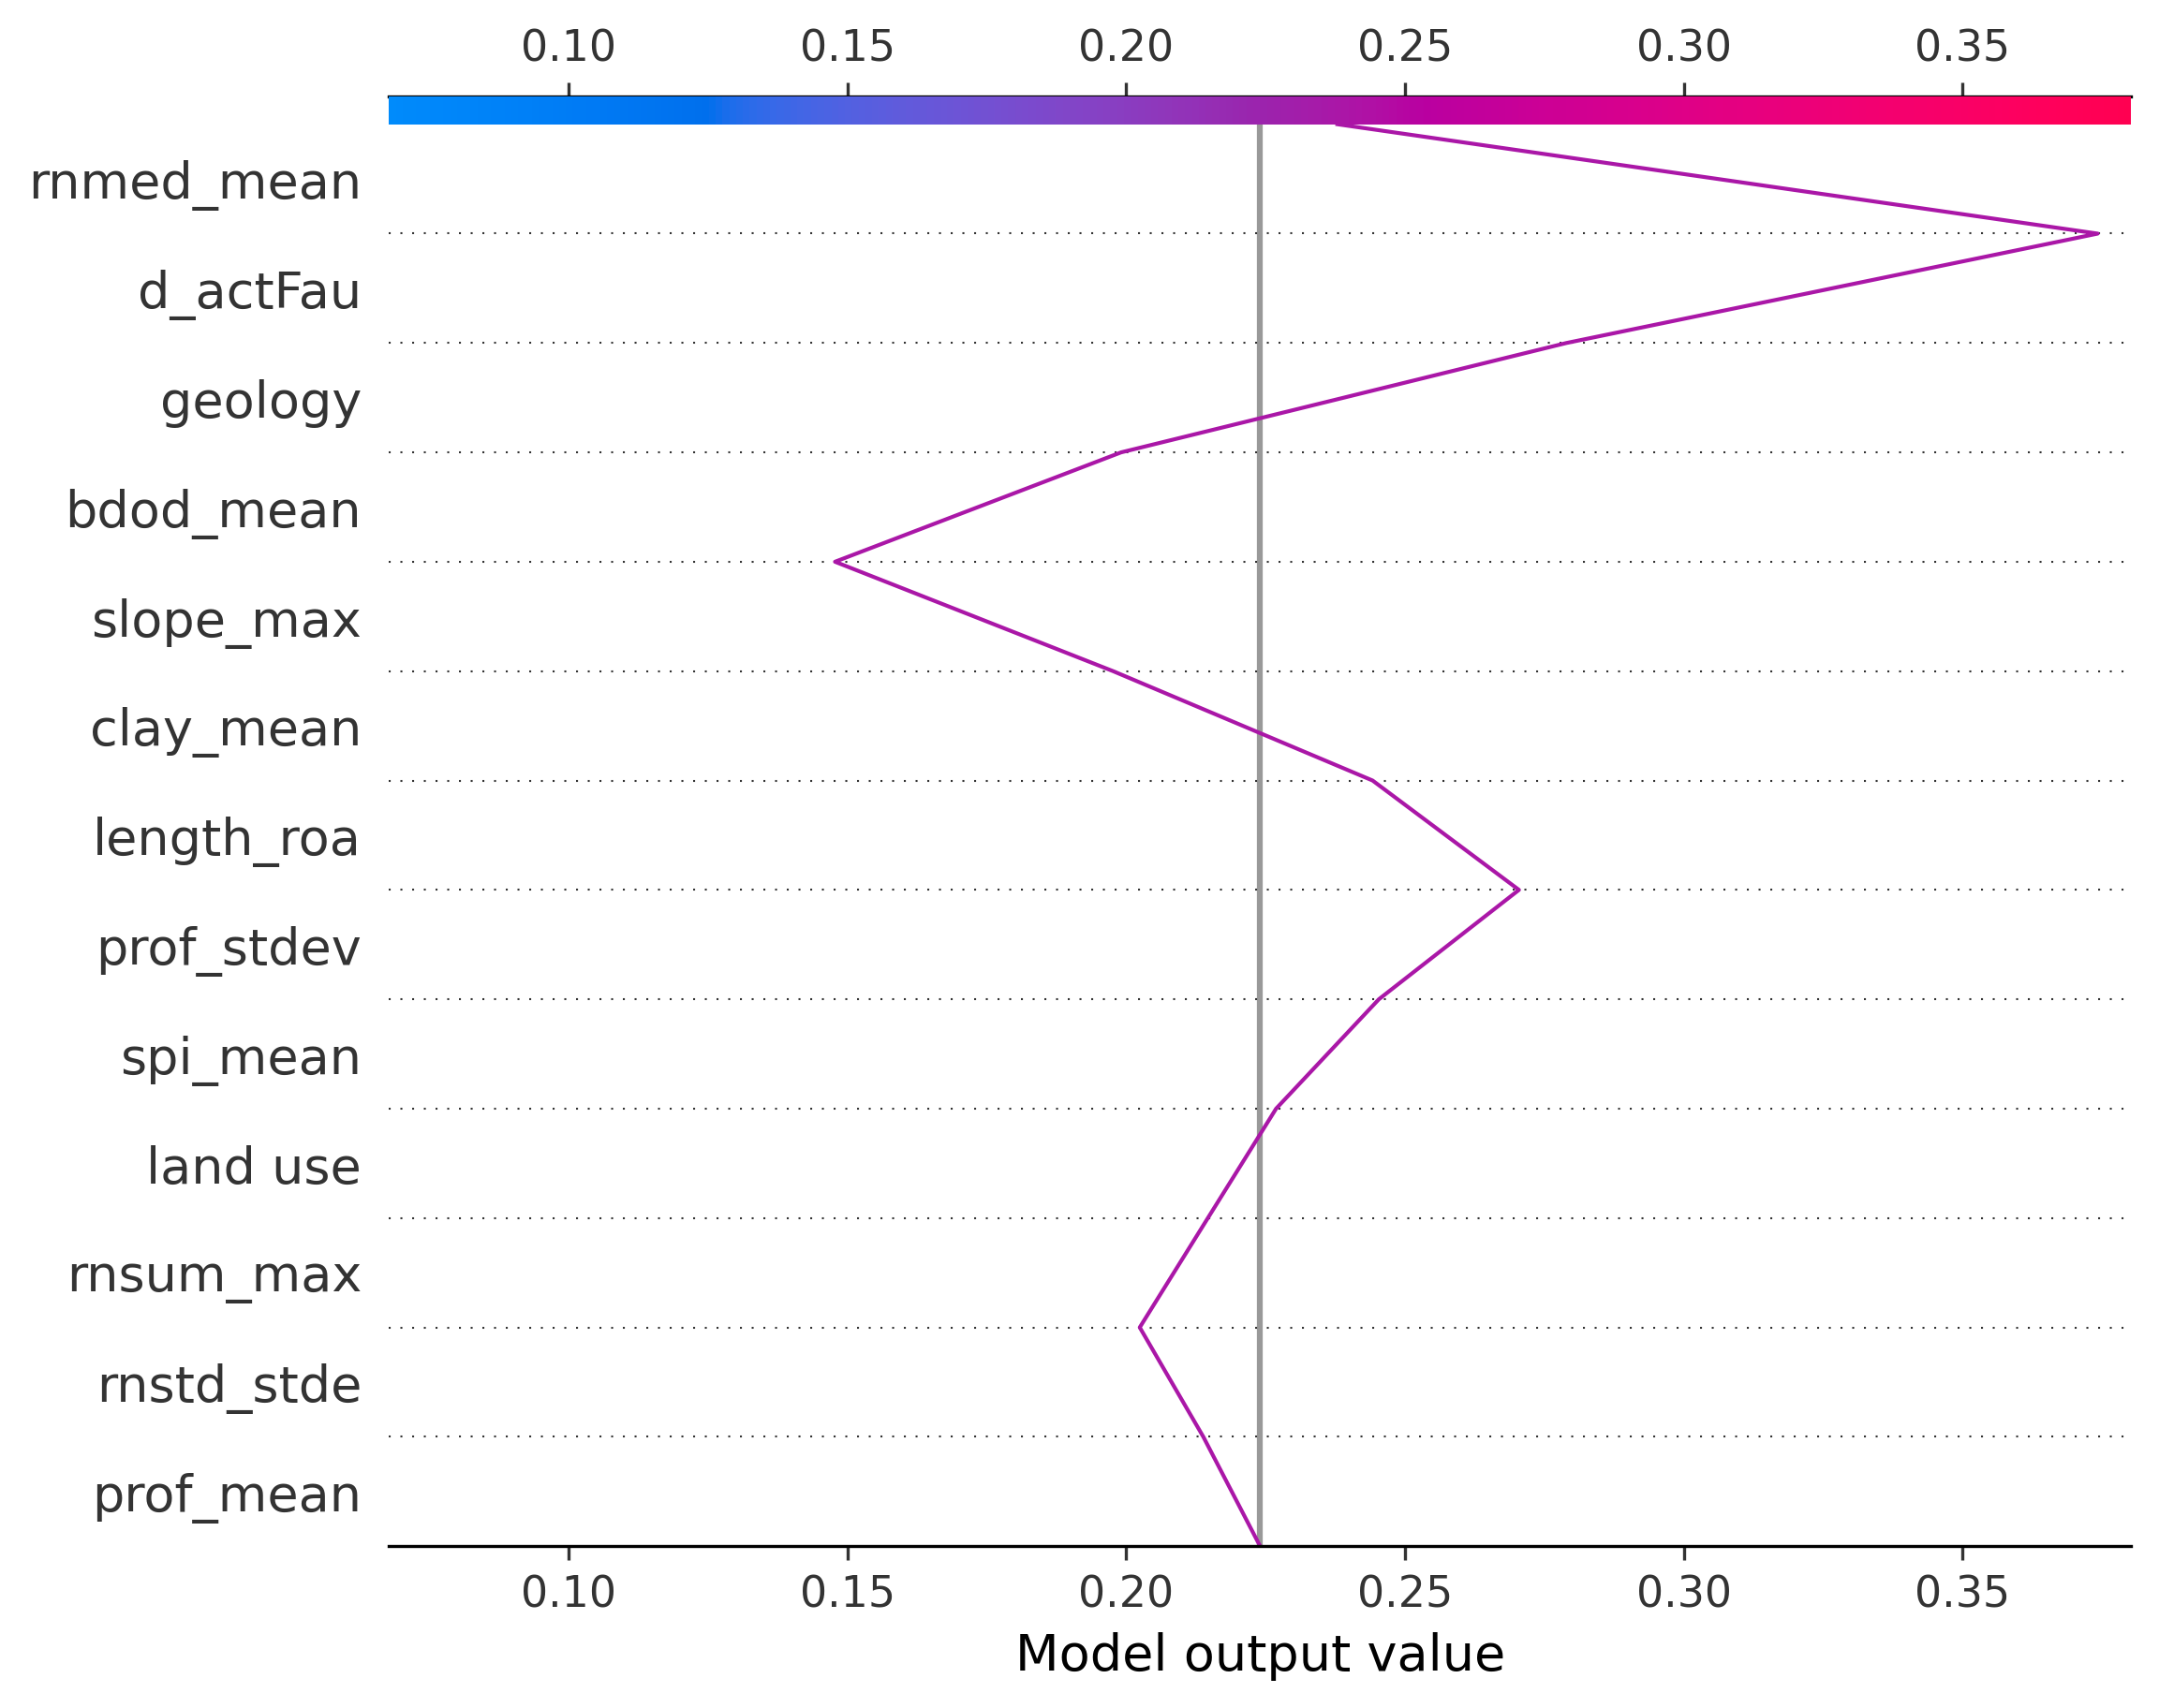 0.10 0.15 0.20 0.25 0.30 0.35
rnmed_mean
d_actFau
geology
bdod_mean
slope_max
clay_mean
length_roa
prof_stdev
spi_mean
land use
rnsum_max
rnstd_stde
prof_mean
0.10 0.15 0.20 0.25 0.30 0.35
Model output value